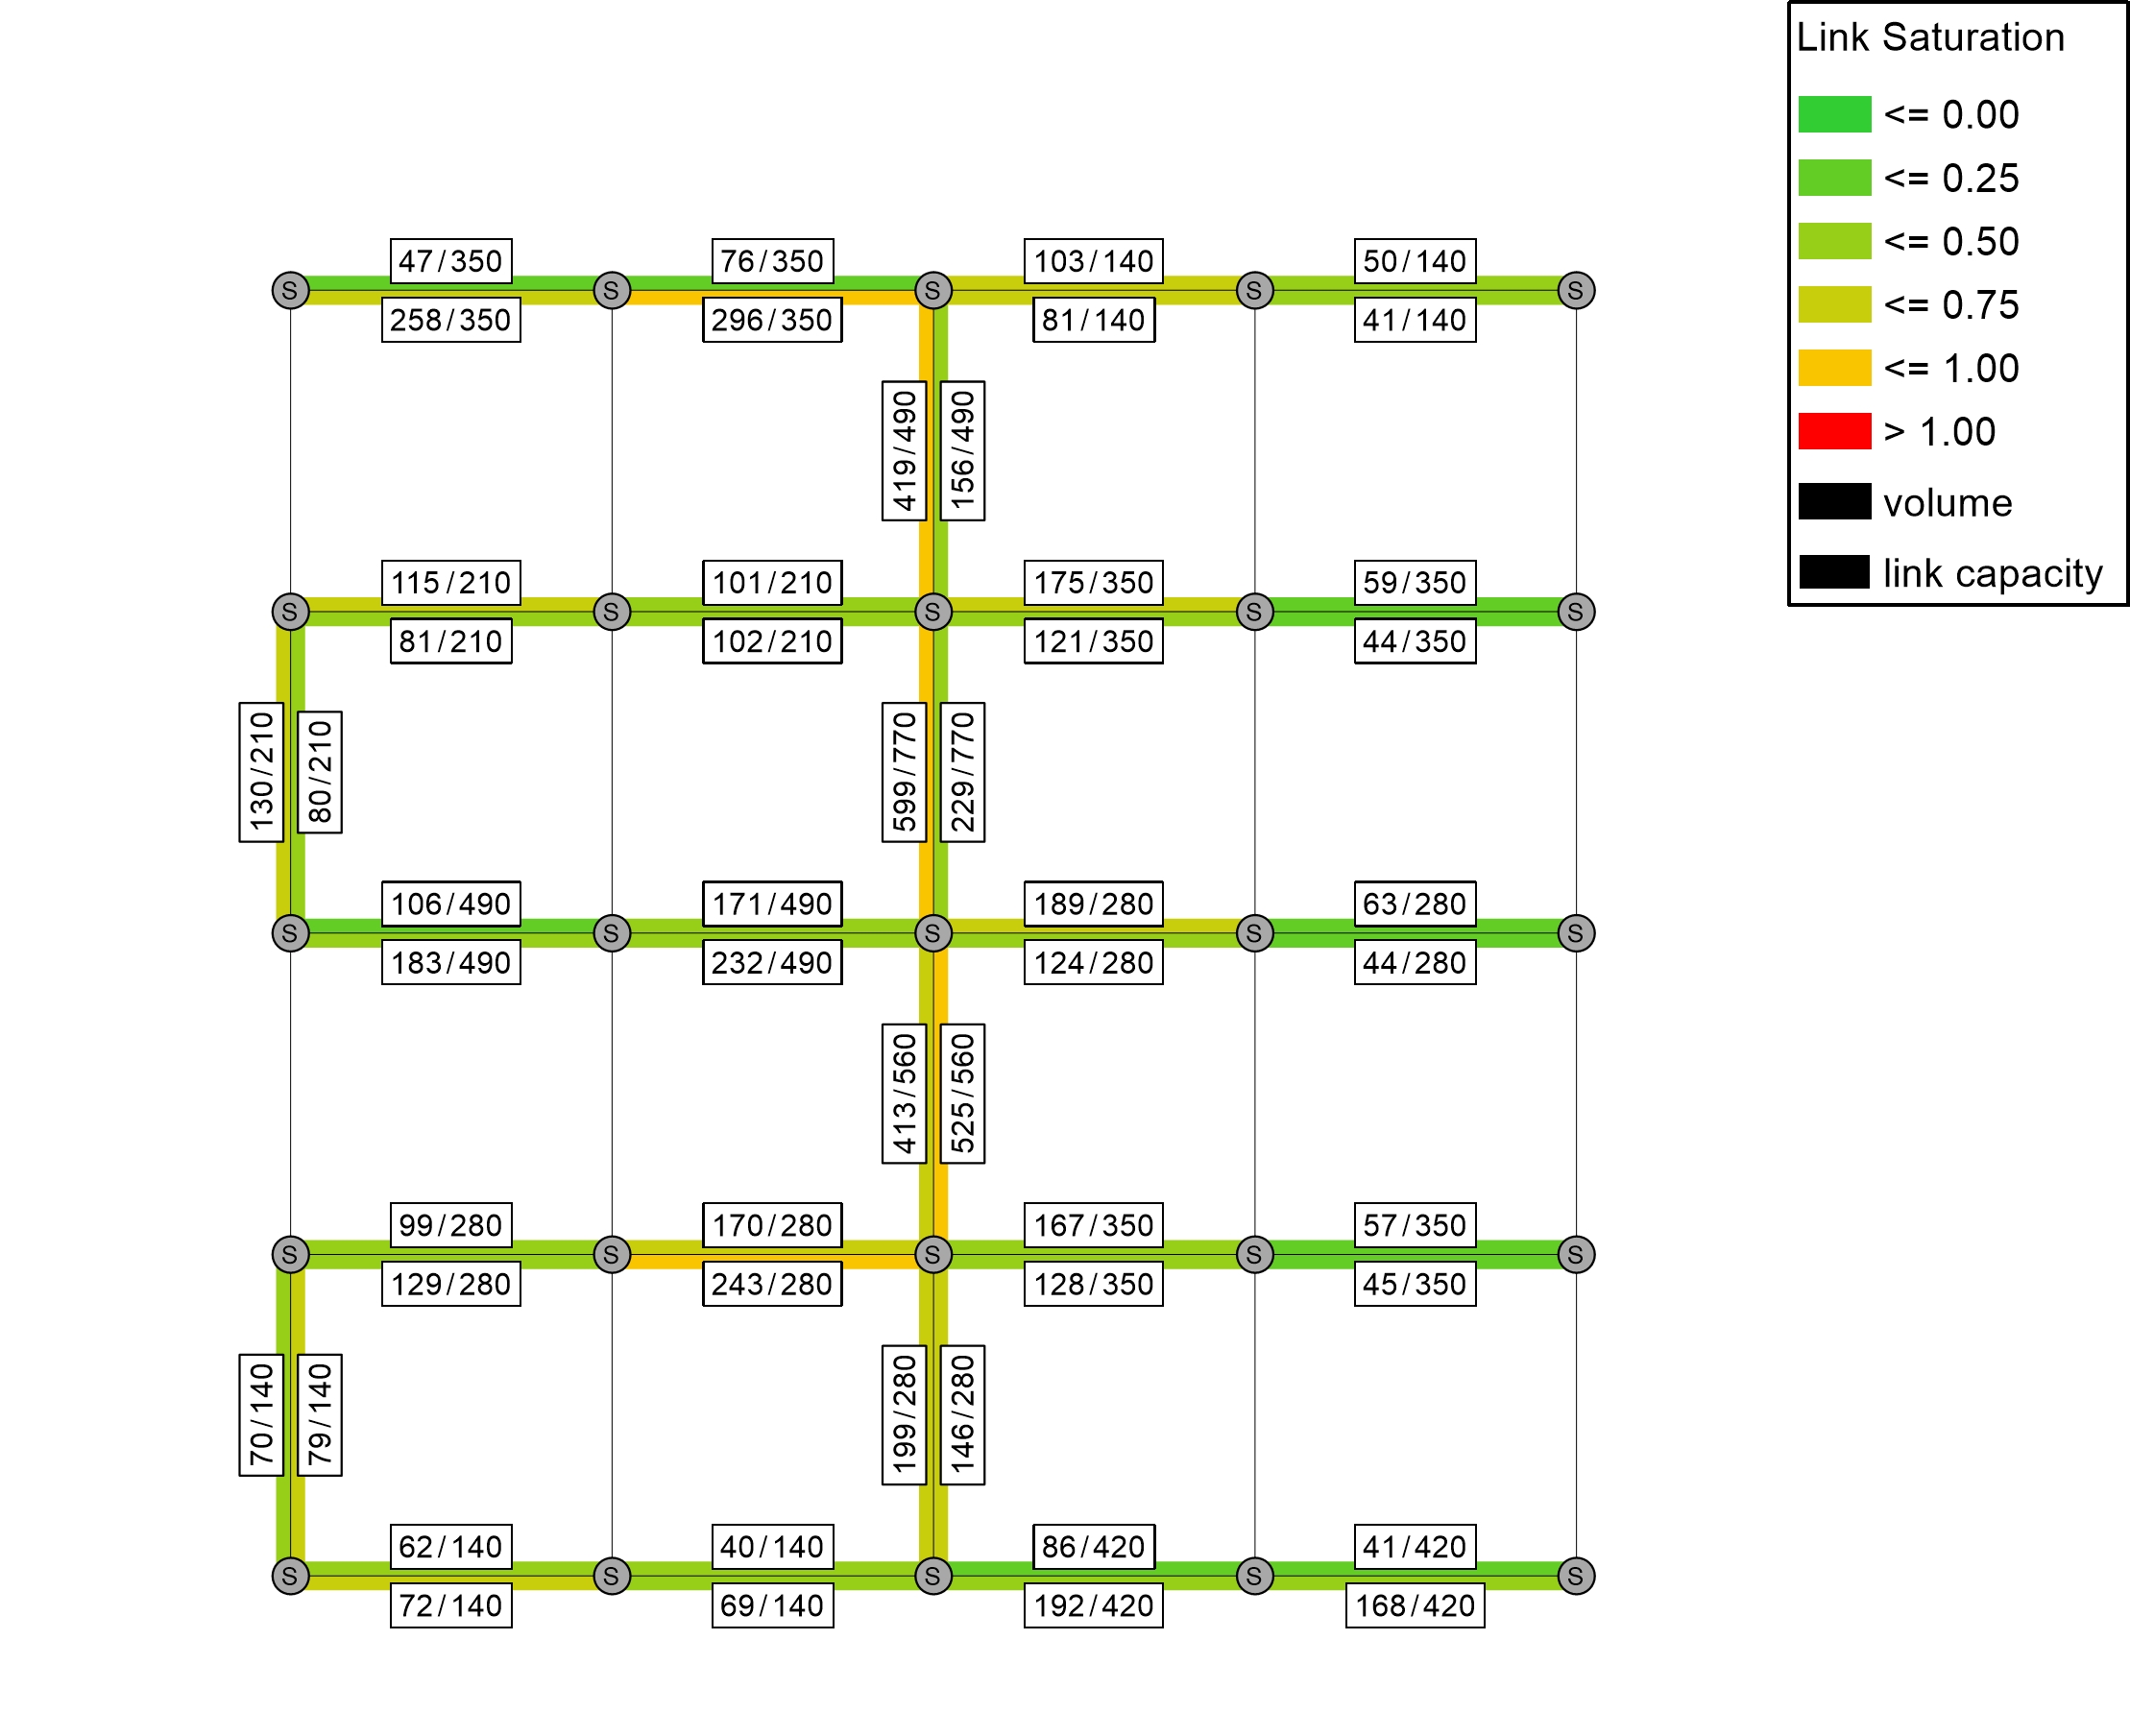 Link Saturation
<= 0.00
<= 0.25
<= 0.50
<= 0.75
<= 1.00
> 1.00
volume
link capacity
47/350
76/350
103/140
50/140
S
S
S
S
S
258/350
296/350
81/140
41/140
419/490
156/490
115/210
101/210
175/350
59/350
S
S
S
S
S
81/210
102/210
121/350
44/350
130/210
80/210
599/770
229/770
106/490
171/490
189/280
63/280
S
S
S
S
S
183/490
232/490
124/280
44/280
413/560
525/560
99/280
170/280
167/350
57/350
S
S
S
S
S
129/280
243/280
128/350
45/350
70/140
79/140
199/280
146/280
62/140
40/140
86/420
41/420
S
S
S
S
S
72/140
69/140
192/420
168/420